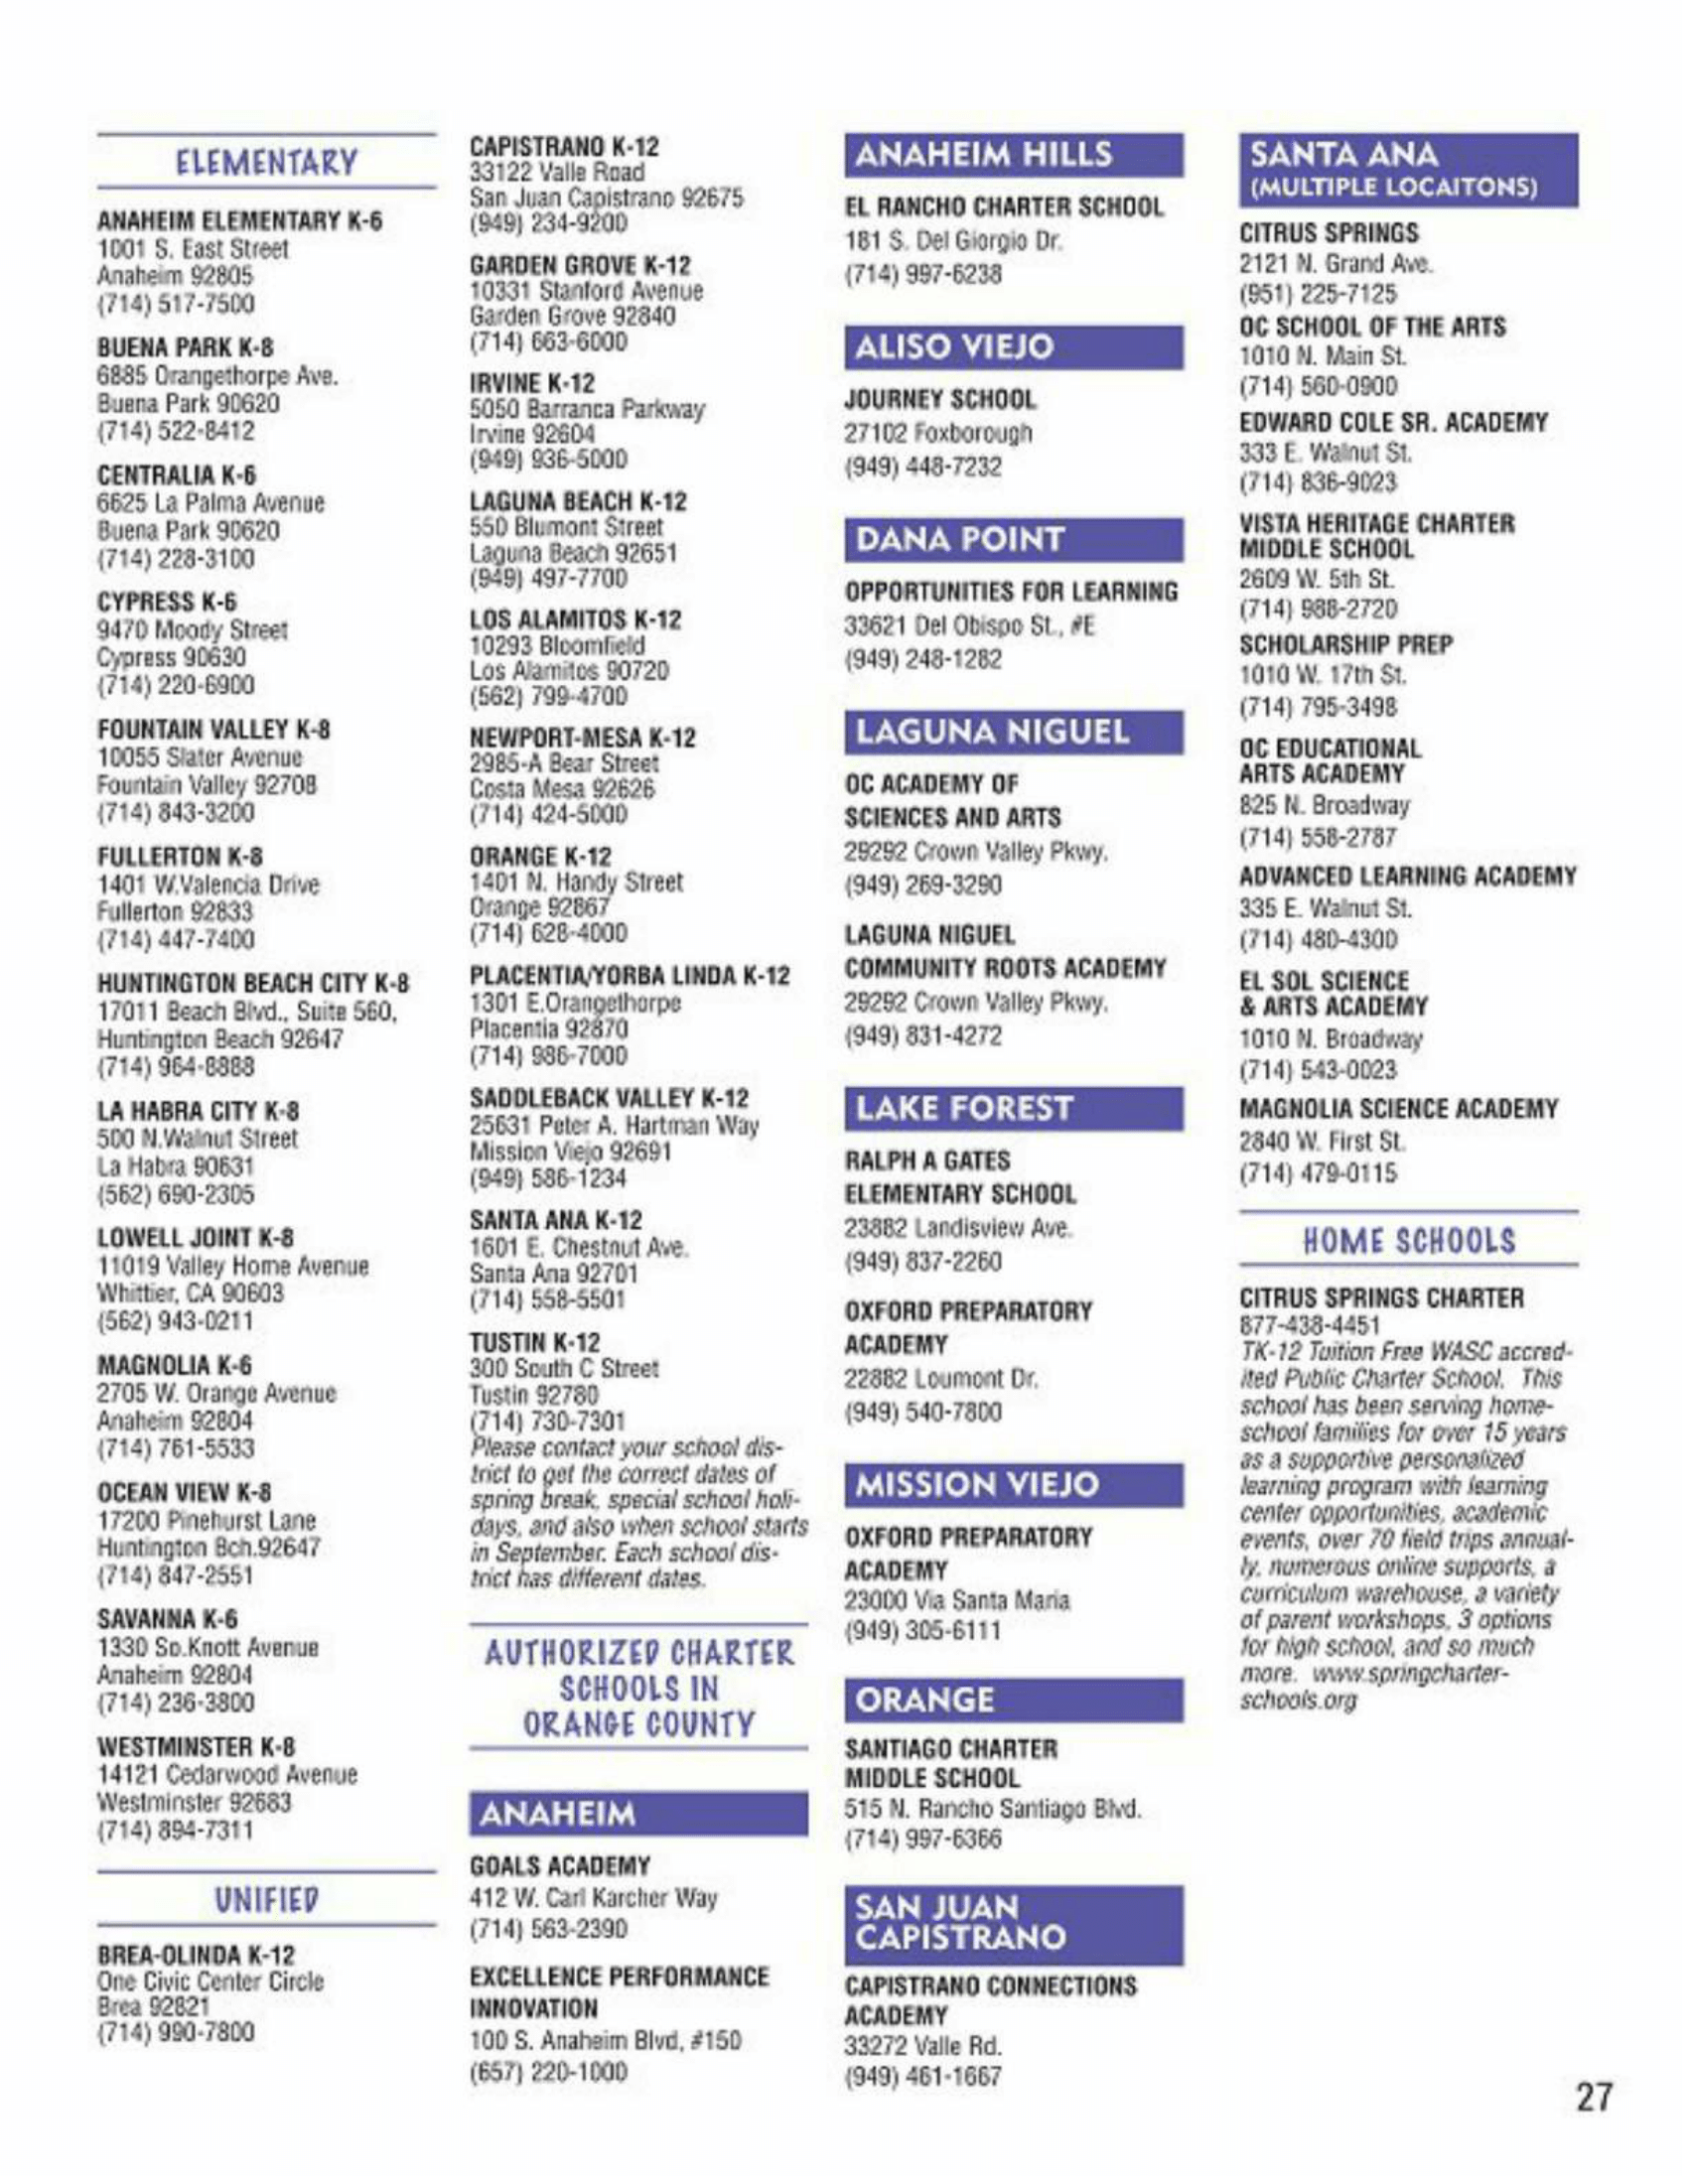 ELEMENTARY
ANAHEIM ELEMENTARY K-6
1001 S. East Street
Anaheim 92805
(714) 517-7500
BUENA PARK K-8
6885 Orangethorpe Ave.
Buena Park 90620
(714) 522-8412
CENTRALIA K-6
6625 La Palma Avenue
Buena Park 90620
(714) 228-3100
CYPRESS K-6
9470 Moody Street
Cypress 90630
(714) 220-6900
FOUNTAIN VALLEY K-8
10055 Slater Avenue
Fountain Valley 92708
(714) 843-3200
FULLERTON K-8
1401 W.Valencia Drive
Fullerton 92833
(714) 447-7400
HUNTINGTON BEACH CITY K-8
17011 Beach Blvd., Suite 560,
Huntington Beach 92647
(714) 964-8888
LA HABRA CITY K-8
500 N.Walnut Street
La Habra 90631
(562) 690-2305
LOWELL JOINT K-8
11019 Valley Home Avenue
Whittier, CA 90603
(562) 943-0211
MAGNOLIA K-6
2705 W. Orange Avenue
Anaheim 92804
(714) 761-5533
OCEAN VIEW K-8
17200 Pinehurst Lane
Huntington Bch.92647
(714) 847-2551
SAVANNA K-6
1330 So.Knott Avenue
Anaheim 92804
(714) 236-3800
WESTMINSTER K-8
14121 Cedarwood Avenue
Westminster 92683
(714) 894-7311
UNIFIED
BREA-OLINDA K-12
One Civic Center Circle
Brea 92821
(714) 990-7800
CAPISTRANO K-12
33122 Valle Road
San Juan Capistrano 92675
(949) 234-9200
GARDEN GROVE K-12
10331 Stanford Avenue
Garden Grove 92840
(714) 663-6000
IRVINE K-12
5050 Barranca Parkway
Irvine 92604
(949) 936-5000
LAGUNA BEACH K-12
550 Blumont Street
Laguna Beach 92651
(949) 497-7700
LOS ALAMITOS K-12
10293 Bloomfield
Los Alamitos 90720
(562) 799-4700
NEWPORT-MESA K-12
2985-A Bear Street
Costa Mesa 92626
(714) 424-5000
ORANGE K-12
1401 N. Handy Street
Orange 92867
(714) 628-4000
PLACENTIA/YORBA LINDA K-12
1301 E.Orangethorpe
Placentia 92870
(714) 986-7000
SADDLEBACK VALLEY K-12
25631 Peter A. Hartman Way
Mission Viejo 92691
(949) 586-1234
SANTA ANA K-12
1601 E. Chestnut Ave.
Santa Ana 92701
(714) 558-5501
TUSTIN K-12
300 South C Street
Tustin 92780
(714) 730-7301
Please contact your school dis-
trict to get the correct dates of
spring break, special school holi-
days, and also when school starts
in September. Each school dis-
trict has different dates.
AUTHORIZED CHARTER
SCHOOLS IN
ORANGE COUNTY
ANAHEIM
GOALS ACADEMY
412 W. Carl Karcher Way
(714) 563-2390
EXCELLENCE PERFORMANCE
INNOVATION
100 S. Anaheim Blvd, #150
(657) 220-1000
ANAHEIM HILLS
EL RANCHO CHARTER SCHOOL
181 S. Del Giorgio Dr.
(714) 997-6238
ALISO VIEJO
JOURNEY SCHOOL
27102 Foxborough
(949) 448-7232
DANA POINT
OPPORTUNITIES FOR LEARNING
33621 Del Obispo St., #E
(949) 248-1282
LAGUNA NIGUEL
OC ACADEMY OF
SCIENCES AND ARTS
29292 Crown Valley Pkwy.
(949) 269-3290
LAGUNA NIGUEL
COMMUNITY ROOTS ACADEMY
29292 Crown Valley Pkwy.
(949) 831-4272
LAKE FOREST
RALPH A GATES
ELEMENTARY SCHOOL
23882 Landisview Ave.
(949) 837-2260
OXFORD PREPARATORY
ACADEMY
22882 Loumont Dr.
(949) 540-7800
MISSION VIEJO
OXFORD PREPARATORY
ACADEMY
23000 Via Santa Maria
(949) 305-6111
ORANGE
SANTIAGO CHARTER
MIDDLE SCHOOL
515 N. Rancho Santiago Blvd.
(714) 997-6366
SAN JUAN
CAPISTRANO
CAPISTRANO CONNECTIONS
ACADEMY
33272 Valle Rd.
(949) 461-1667
SANTA ANA
(MULTIPLE LOCAITONS)
CITRUS SPRINGS
2121 N. Grand Ave.
(951) 225-7125
OC SCHOOL OF THE ARTS
1010 N. Main St.
(714) 560-0900
EDWARD COLE SR. ACADEMY
333 E. Walnut St.
(714) 836-9023
VISTA HERITAGE CHARTER
MIDDLE SCHOOL
2609 W. 5th St.
(714) 988-2720
SCHOLARSHIP PREP
1010 W. 17th St.
(714) 795-3498
OC EDUCATIONAL
ARTS ACADEMY
825 N. Broadway
(714) 558-2787
ADVANCED LEARNING ACADEMY
335 E. Walnut St.
(714) 480-4300
EL SOL SCIENCE
& ARTS ACADEMY
1010 N. Broadway
(714) 543-0023
MAGNOLIA SCIENCE ACADEMY
2840 W. First St.
(714) 479-0115
HOME SCHOOLS
CITRUS SPRINGS CHARTER
877-438-4451
TK-12 Tuition Free WASC accred-
ited Public Charter School. This
school has been serving home-
school families for over 15 years
as a supportive personalized
learning program with learning
center opportunities, academic
events, over 70 field trips annual-
ly, numerous online supports, a
curriculum warehouse, a variety
of parent workshops, 3 options
for high school, and so much
more. www.springcharter-
schools.org
27